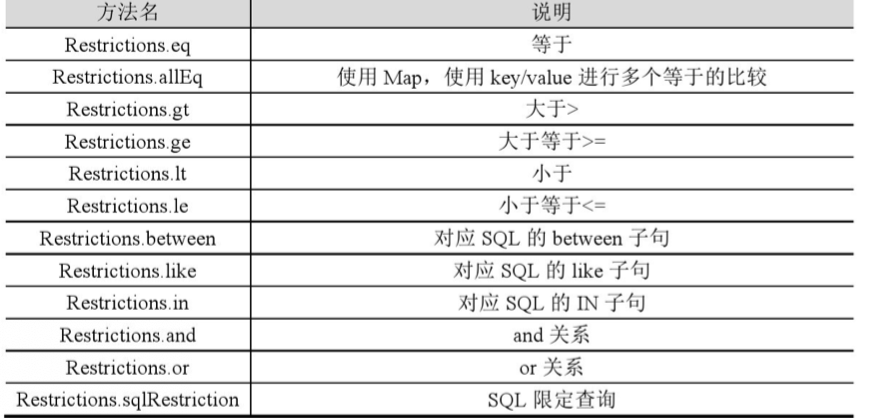 方法名 说明
Restrictions.eq 等于
Restrictions.allEq 使用 Map，使用 key/value 进行多个等于的比较
Restrictions.gt 大于>
Restrictions.ge 大于等于>=
Restrictions.lt 小于
Restrictions.le 小于等于<=
Restrictions.between 对应 SQL 的 between 子句
Restrictions.like 对应 SQL 的 like 子句
Restrictions.in 对应 SQL 的 IN 子句
Restrictions.and and 关系
Restrictions.or or 关系
Restrictions.sqlRestriction SQL 限定查询